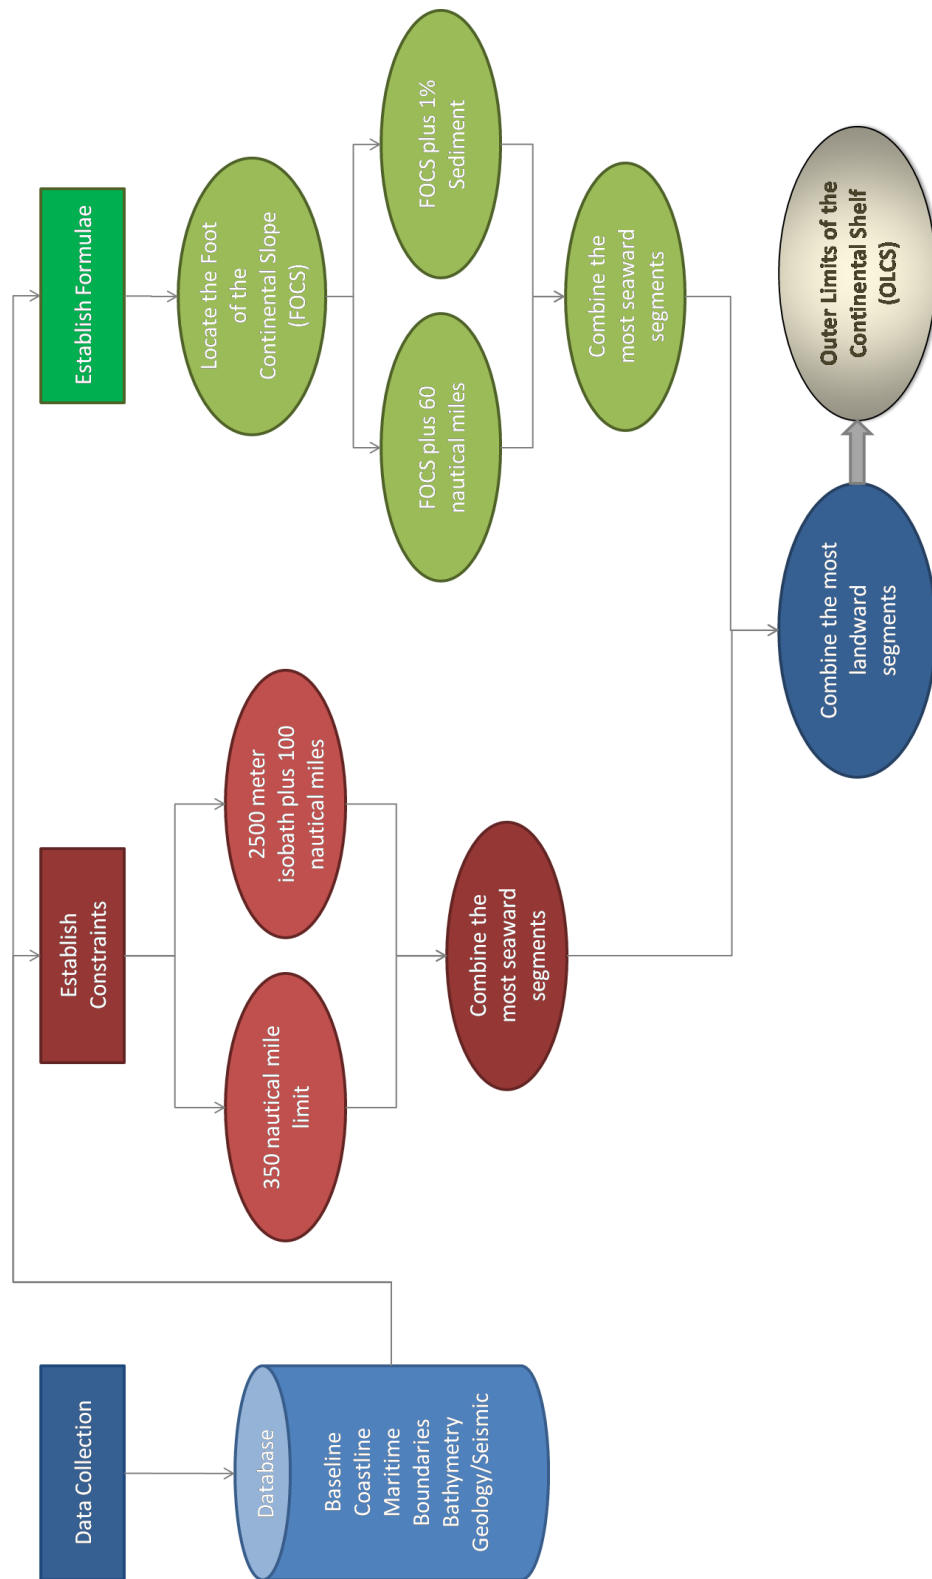 Data Collection
Database
Baseline
Coastline
Maritime
Boundaries
Bathymetry
Geology/Seismic
Establish
Constraints
350 nautical mile
limit
2500 meter
isobath plus 100
nautical miles
Combine the
most seaward
segments
Establish Formulae
Locate the Foot
of the
Continental Slope
(FOCS)
FOCS plus 60
nautical miles
FOCS plus 1%
Sediment
Combine the
most seaward
segments
Combine the most
landward
segments
Outer Limits of the
Continental Shelf
(OLCS)